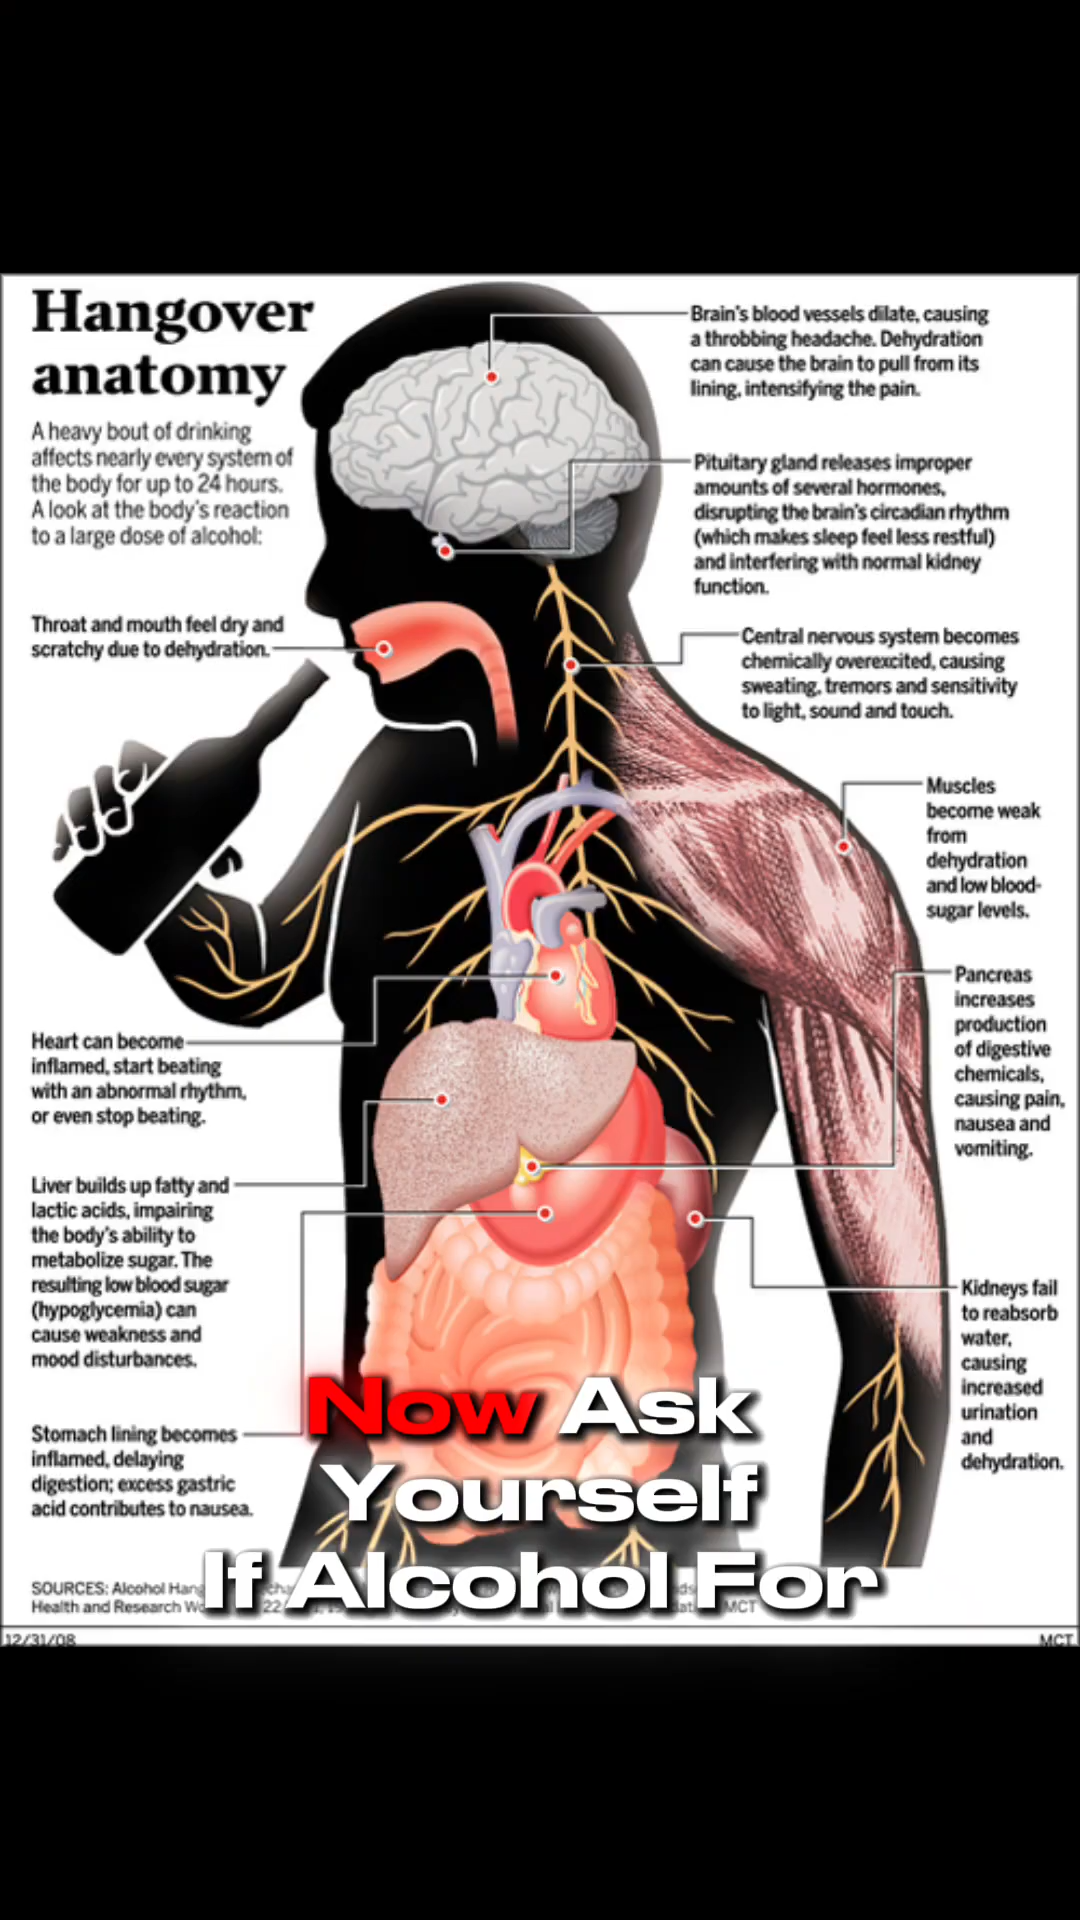 Hangover
anatomy
A heavy bout of drinking
affects nearly every system of
the body for up to 24 hours.
A look at the body's reaction
to a large dose of alcohol:
Throat and mouth feel dry and
scratchy due to dehydration.
Heart can become
inflamed, start beating
with an abnormal rhythm,
or even stop beating.
Liver builds up fatty and
lactic acids, impairing
the body's ability to
metabolize sugar. The
resulting low blood sugar
(hypoglycemia) can
cause weakness and
mood disturbances.
Stomach lining becomes
inflamed, delaying
digestion; excess gastric
acid contributes to nausea.
Brain's blood vessels dilate, causing
a throbbing headache. Dehydration
can cause the brain to pull from its
lining, intensifying the pain.
Pituitary gland releases improper
amounts of several hormones,
disrupting the brain's circadian rhythm
(which makes sleep feel less restful)
and interfering with normal kidney
function.
Central nervous system becomes
chemically overexcited, causing
sweating, tremors and sensitivity
to light, sound and touch.
Muscles
become weak
from
dehydration
and low blood-
sugar levels.
Pancreas
increases
production
of digestive
chemicals,
causing pain,
nausea and
vomiting.
Kidneys fail
to reabsorb
water,
causing
increased
urination
and
dehydration.
Now Ask
Yourself
If Alcohol For
SOURCES: Alcohol
Health and Research MCT
12/31/08 MCT